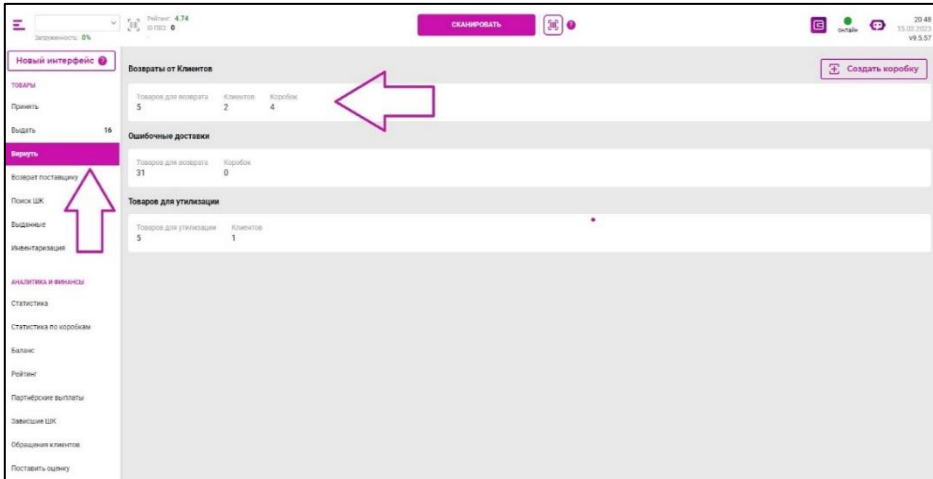 Рейтинг: 4.74
ID ПВЗ: 0
Загруженность: 0%
СКАНИРОВАТЬ
онлайн
20:48
15.02.2023
v9.5.57
Новый интерфейс
Создать коробку
ТОВАРЫ
Принять
Выдать 16
Вернуть
Возврат поставщику
Поиск ШК
Выданные
Инвентаризация
АНАЛИТИКА И ФИНАНСЫ
Статистика
Статистика по коробкам
Баланс
Рейтинг
Партнёрские выплаты
Зависшие ШК
Обращения клиентов
Поставить оценку
Возвраты от Клиентов
Товаров для возврата Клиентов Коробок
5 2 4
Ошибочные доставки
Товаров для возврата Коробок
31 0
Товаров для утилизации
Товаров для утилизации Клиентов
5 1